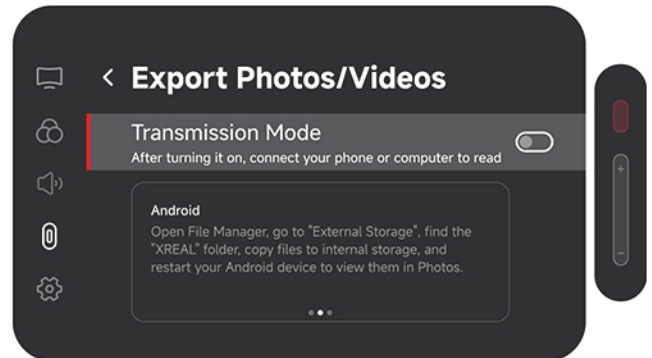 Export Photos/Videos
Transmission Mode
After turning it on, connect your phone or computer to read
Android
Open File Manager, go to "External Storage", find the
"XREAL" folder, copy files to internal storage, and
restart your Android device to view them in Photos.
+
-